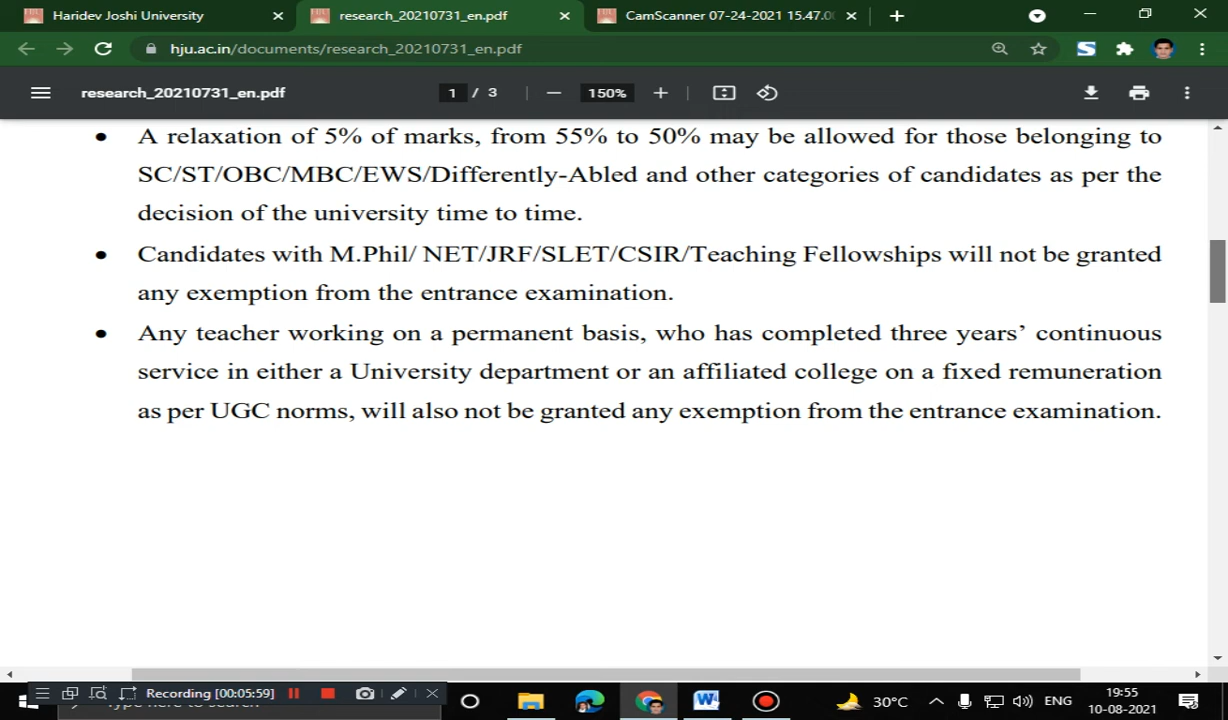 Haridev Joshi University
research_20210731_en.pdf
CamScanner 07-24-2021 15.47.0
hju.ac.in/documents/research_20210731_en.pdf
research_20210731_en.pdf
1 / 3
150%
• A relaxation of 5% of marks, from 55% to 50% may be allowed for those belonging to
SC/ST/OBC/MBC/EWS/Differently-Abled and other categories of candidates as per the
decision of the university time to time.
• Candidates with M.Phil/ NET/JRF/SLET/CSIR/Teaching Fellowships will not be granted
any exemption from the entrance examination.
• Any teacher working on a permanent basis, who has completed three years’ continuous
service in either a University department or an affiliated college on a fixed remuneration
as per UGC norms, will also not be granted any exemption from the entrance examination.
Recording [00:05:59]
30°C
ENG
19:55
10-08-2021